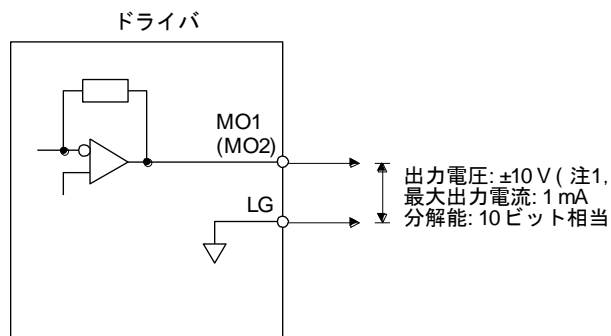 ドライバ
MO1
(MO2)
LG
出力電圧: ±10 V ( 注1,
最大出力電流: 1 mA
分解能: 10 ビット相当